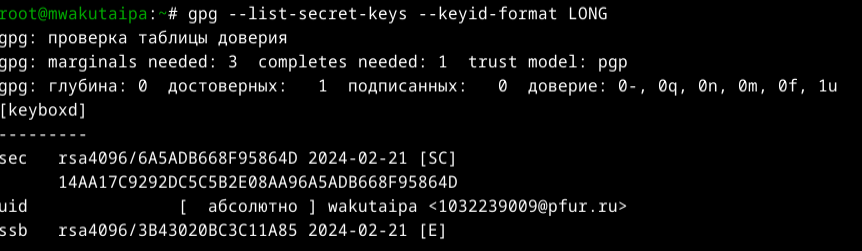 root@mwakutaipa:~# gpg --list-secret-keys --keyid-format LONG
gpg: проверка таблицы доверия
gpg: marginals needed: 3  completes needed: 1  trust model: pgp
gpg: глубина: 0  достоверных:   1  подписанных:   0  доверие: 0-, 0q, 0n, 0m, 0f, 1u
[keyboxd]
---------
sec   rsa4096/6A5ADB668F95864D 2024-02-21 [SC]
      14AA17C9292DC5C5B2E08AA96A5ADB668F95864D
uid                 [  абсолютно ] wakutaipa <1032239009@pfur.ru>
ssb   rsa4096/3B43020BC3C11A85 2024-02-21 [E]